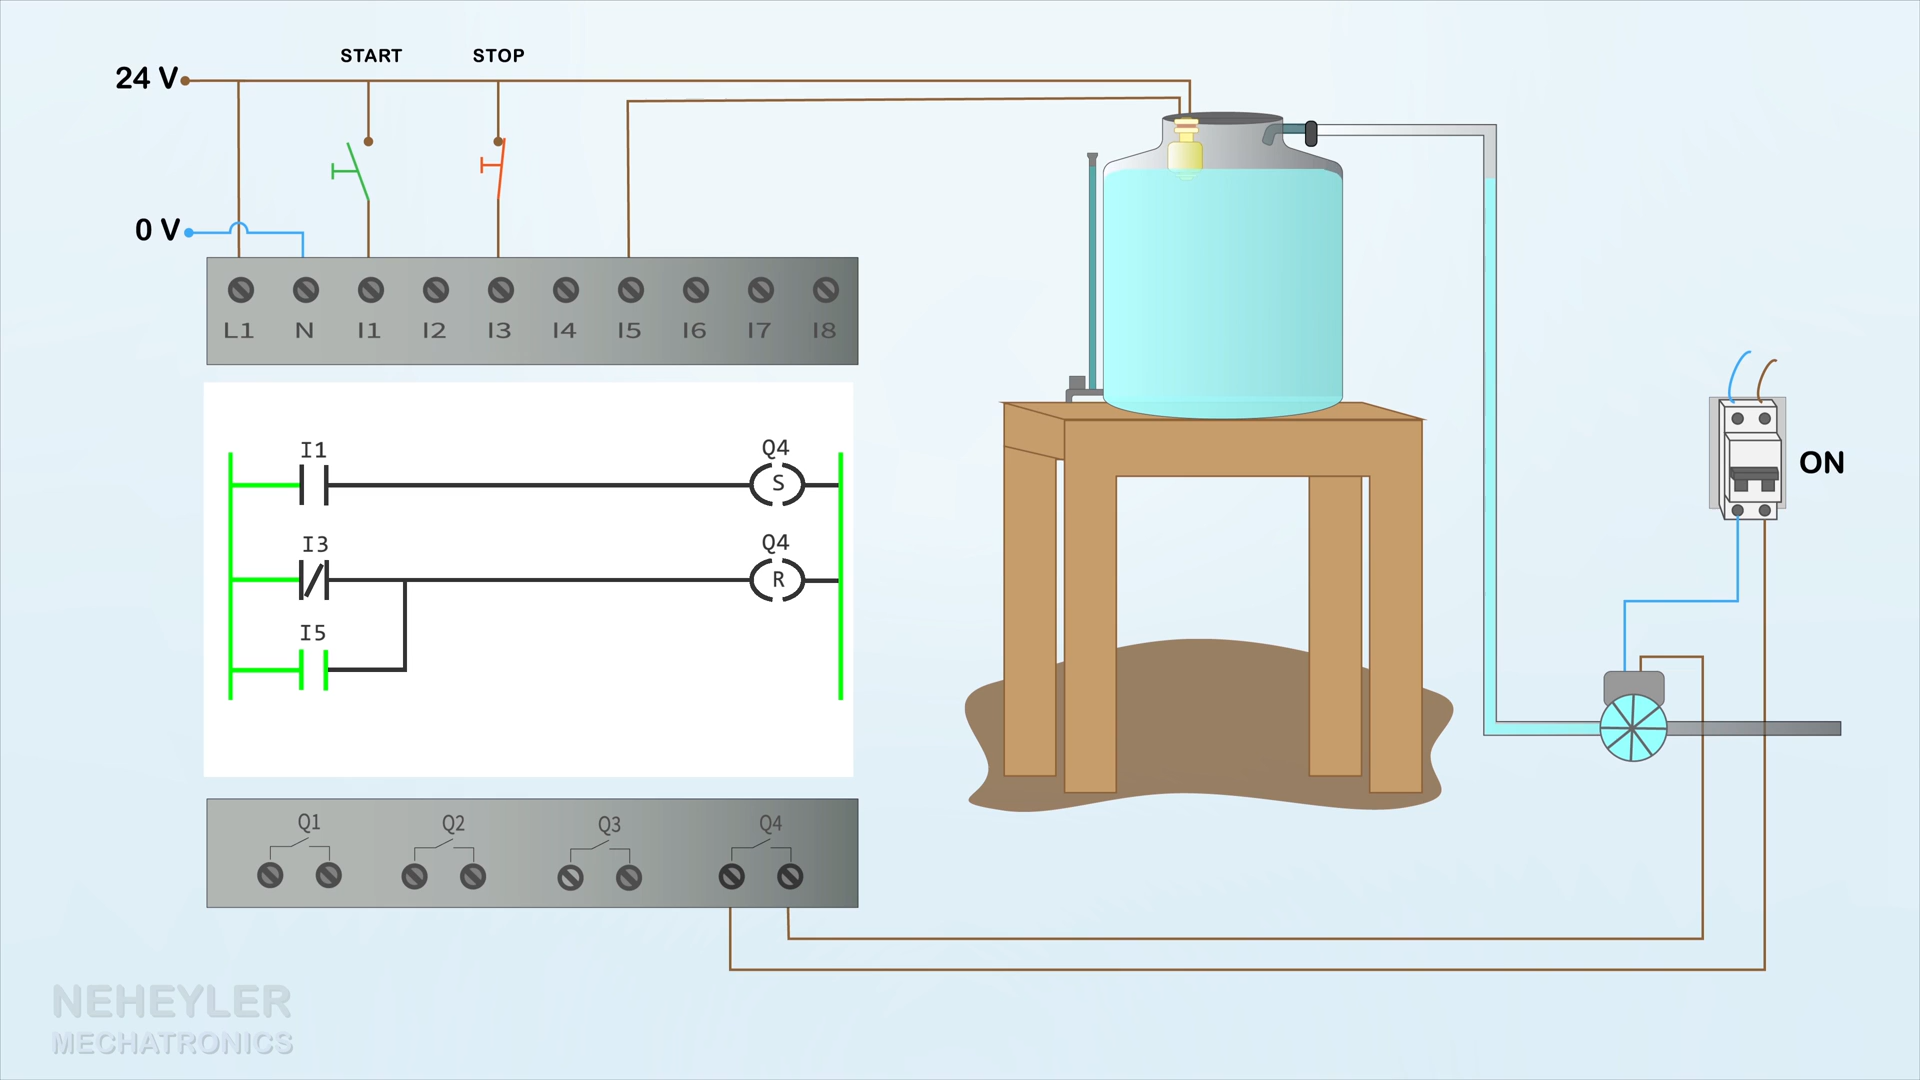 START STOP
24 V
0 V
L1 N I1 I2 I3 I4 I5 I6 I7 I8
I1 Q4
S
I3 Q4
R
I5
ON
Q1 Q2 Q3 Q4
NEHEYLER
MECHATRONICS